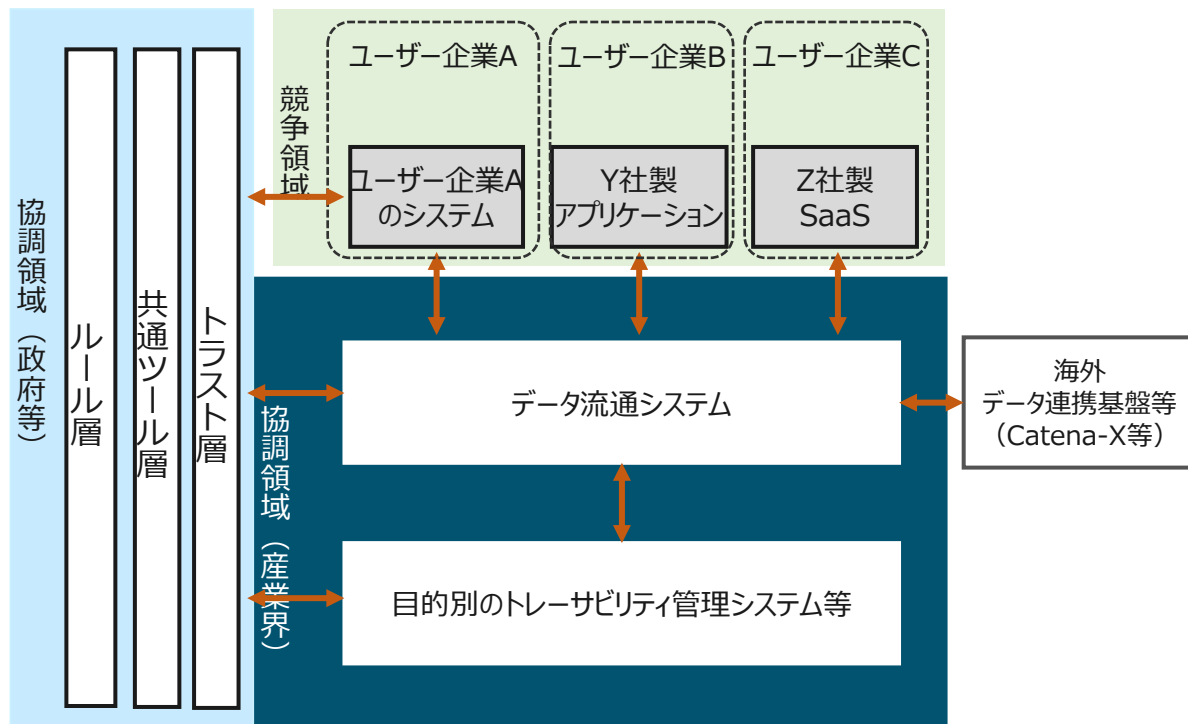 協調領域（政府等）
ルール層
共通ツール層
トラスト層
競争領域
ユーザー企業A
ユーザー企業B
ユーザー企業C
ユーザー企業A
のシステム
Y社製
アプリケーション
Z社製
SaaS
協調領域（産業界）
データ流通システム
海外
データ連携基盤等
（Catena-X等）
目的別のトレーサビリティ管理システム等